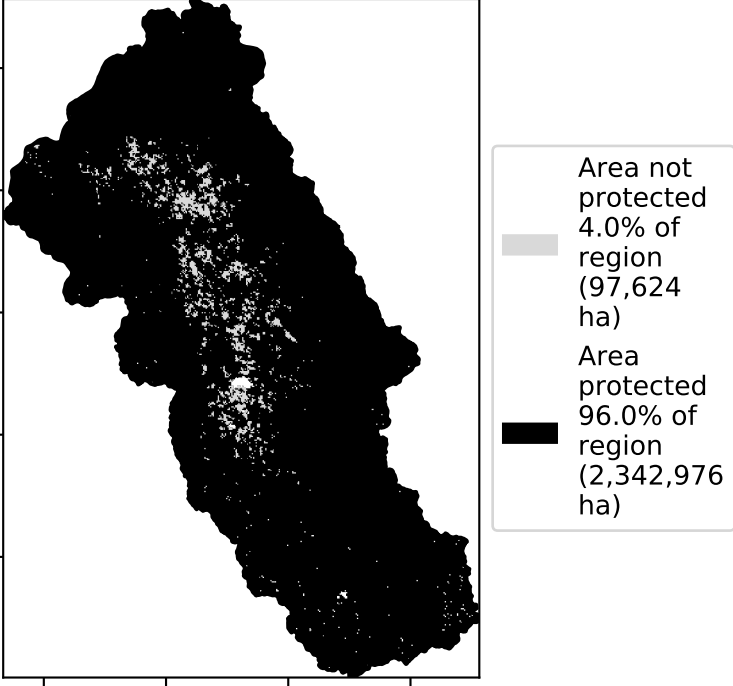 Area not
protected
4.0% of
region
(97,624
ha)
Area
protected
96.0% of
region
(2,342,976
ha)